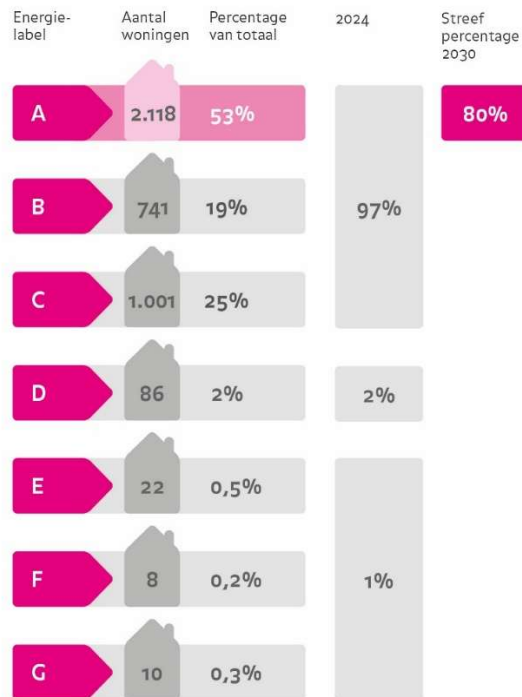 Energie-
label
Aantal
woningen
Percentage
van totaal
2024
Streef
percentage
2030
A 2.118 53% 80%
B 741 19% 97%
C 1.001 25%
D 86 2% 2%
E 22 0,5%
F 8 0,2% 1%
G 10 0,3%